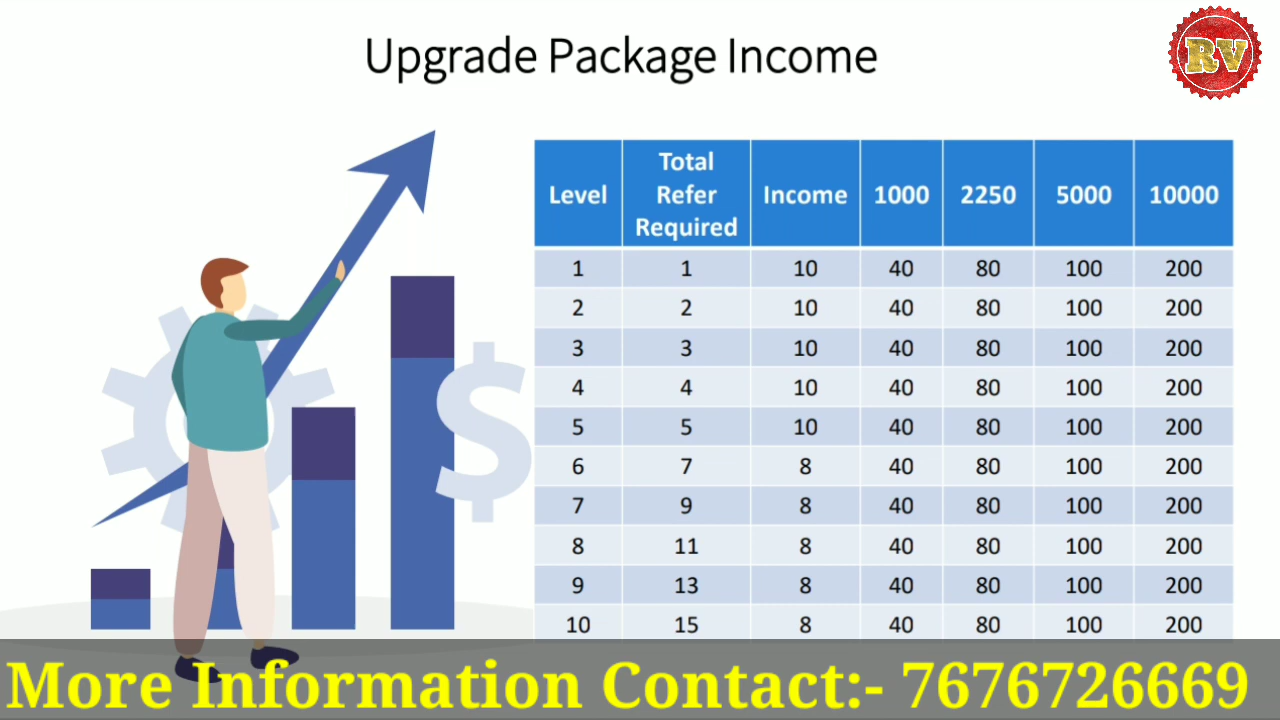 Upgrade Package Income
RV
Level Total Refer Required Income 1000 2250 5000 10000
1 1 10 40 80 100 200
2 2 10 40 80 100 200
3 3 10 40 80 100 200
4 4 10 40 80 100 200
5 5 10 40 80 100 200
6 7 8 40 80 100 200
7 9 8 40 80 100 200
8 11 8 40 80 100 200
9 13 8 40 80 100 200
10 15 8 40 80 100 200
$
More Information Contact:- 7676726669